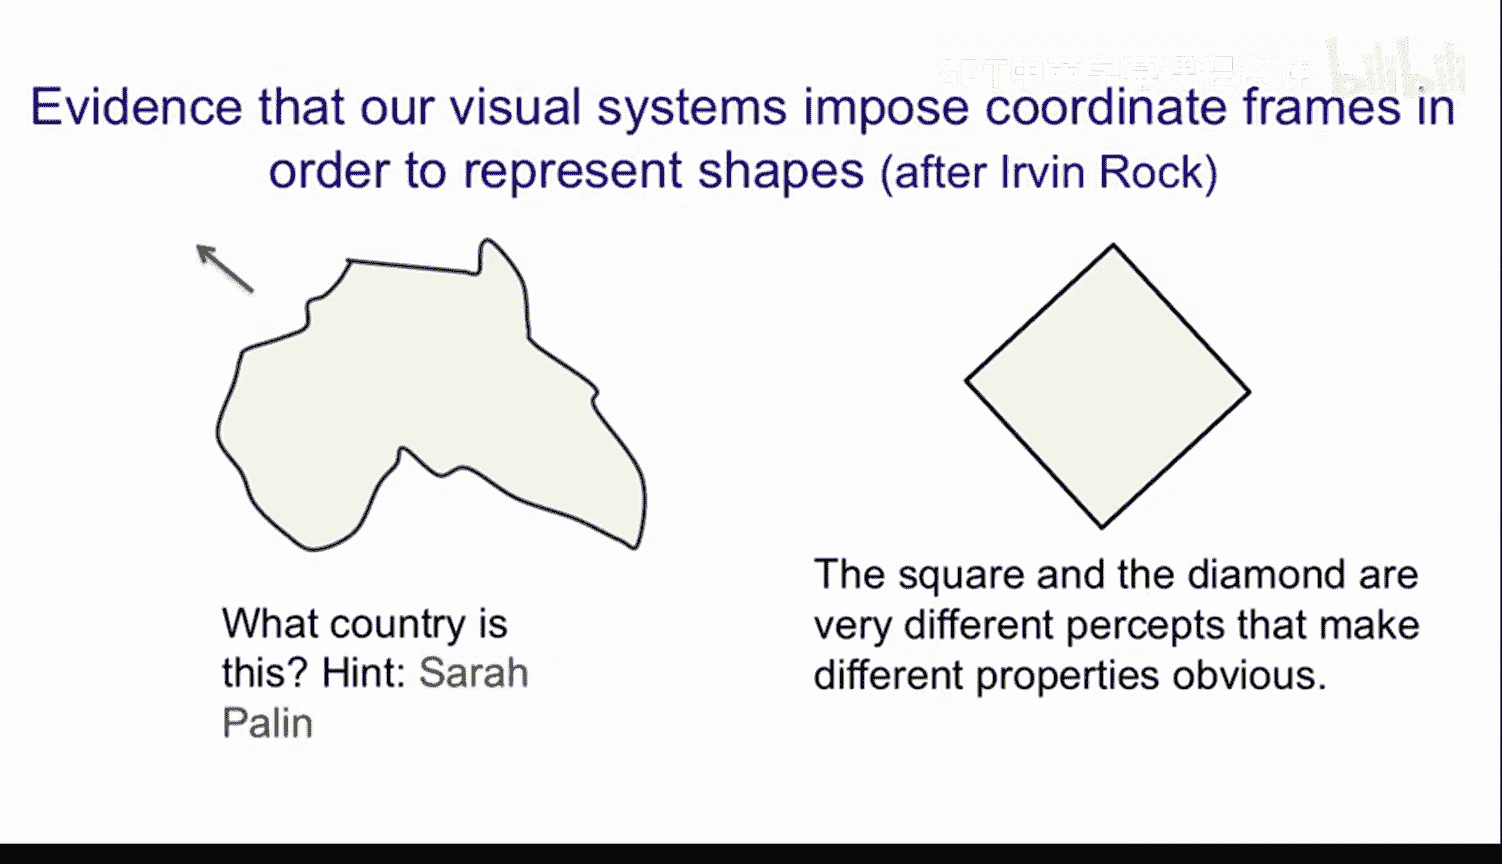 Evidence that our visual systems impose coordinate frames in
order to represent shapes (after Irvin Rock)
What country is
this? Hint: Sarah
Palin
The square and the diamond are
very different percepts that make
different properties obvious.
bilibili